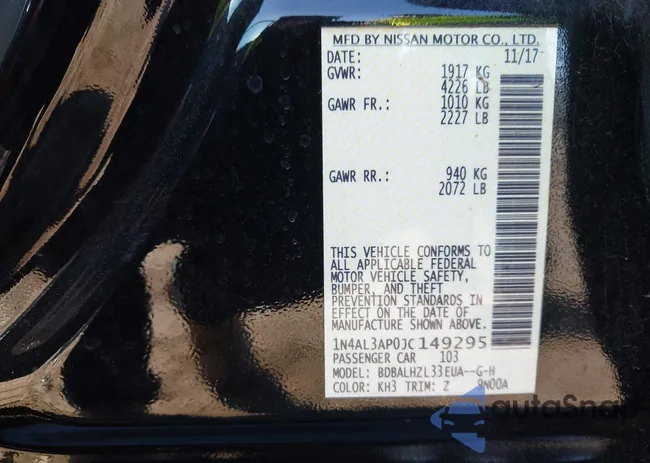 MFD BY NISSAN MOTOR CO., LTD.
DATE: 11/17
GVWR: 1917 KG
4226 LB
GAWR FR.: 1010 KG
2227 LB
GAWR RR.: 940 KG
2072 LB
THIS VEHICLE CONFORMS TO
ALL APPLICABLE FEDERAL
MOTOR VEHICLE SAFETY,
BUMPER, AND THEFT
PREVENTION STANDARDS IN
EFFECT ON THE DATE OF
MANUFACTURE SHOWN ABOVE.
1N4AL3AP0JC149295
PASSENGER CAR 103
MODEL: BDBALHZL33EUA--G-H
COLOR: KH3 TRIM: Z 9N00A
autoSnap